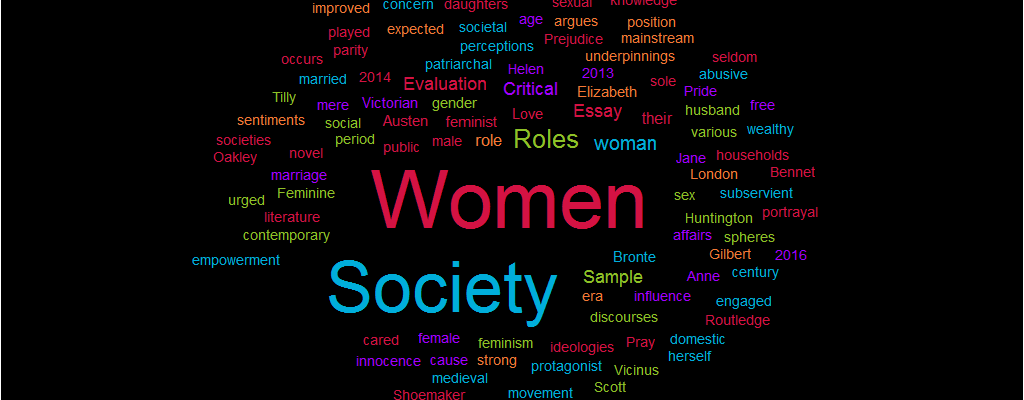 improved concern daughters sexual knowledge
played expected societal age argues position
parity perceptions Prejudice mainstream
occurs patriarchal underpinnings seldom
married 2014 Evaluation Helen 2013 sole abusive
Tilly mere Victorian gender Critical Elizabeth Pride
sentiments social Austen feminist Love Essay their husband free
societies period public male role Roles woman various wealthy
Oakley novel Jane households
marriage London Bennet
urged Feminine Women sex subservient
literature Huntington portrayal
contemporary affairs spheres
empowerment Bronte Gilbert 2016
Society Sample Anne century
era influence engaged
discourses Routledge
cared female feminism ideologies Pray domestic
innocence cause strong protagonist herself
medieval Vicinus
Shoemaker movement Scott